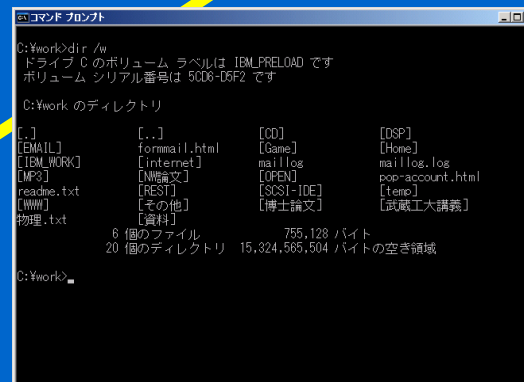 コマンド プロンプト
C:¥work>dir /w
ドライブ C のボリューム ラベルは IBM_PRELOAD です
ボリューム シリアル番号は 5CD6-D5F2 です
C:¥work のディレクトリ
[.] [..] [CD] [DSP]
[EMAIL] formmail.html [Game] [Home]
[IBM_WORK] [internet] maillog maillog.log
[MP3] [NW論文] [OPEN] pop-account.html
readme.txt [REST] [SCSI-IDE] [temp]
[WWW] [その他] [博士論文] [武蔵工大講義]
物理.txt [資料]
6 個のファイル 755,128 バイト
20 個のディレクトリ 15,324,565,504 バイトの空き領域
C:¥work>